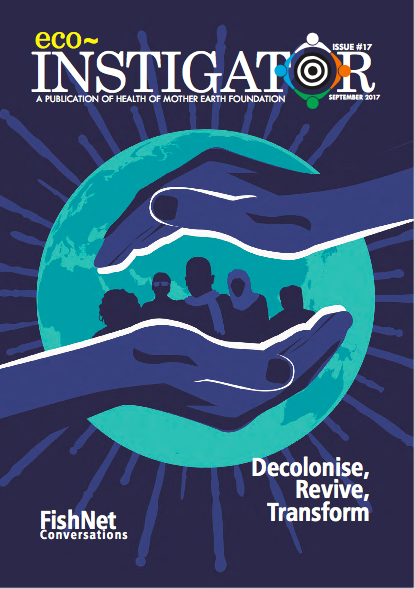 eco~
INSTIGATOR
ISSUE #17
A PUBLICATION OF HEALTH OF MOTHER EARTH FOUNDATION
SEPTEMBER 2017
Decolonise,
Revive,
Transform
FishNet
Conversations